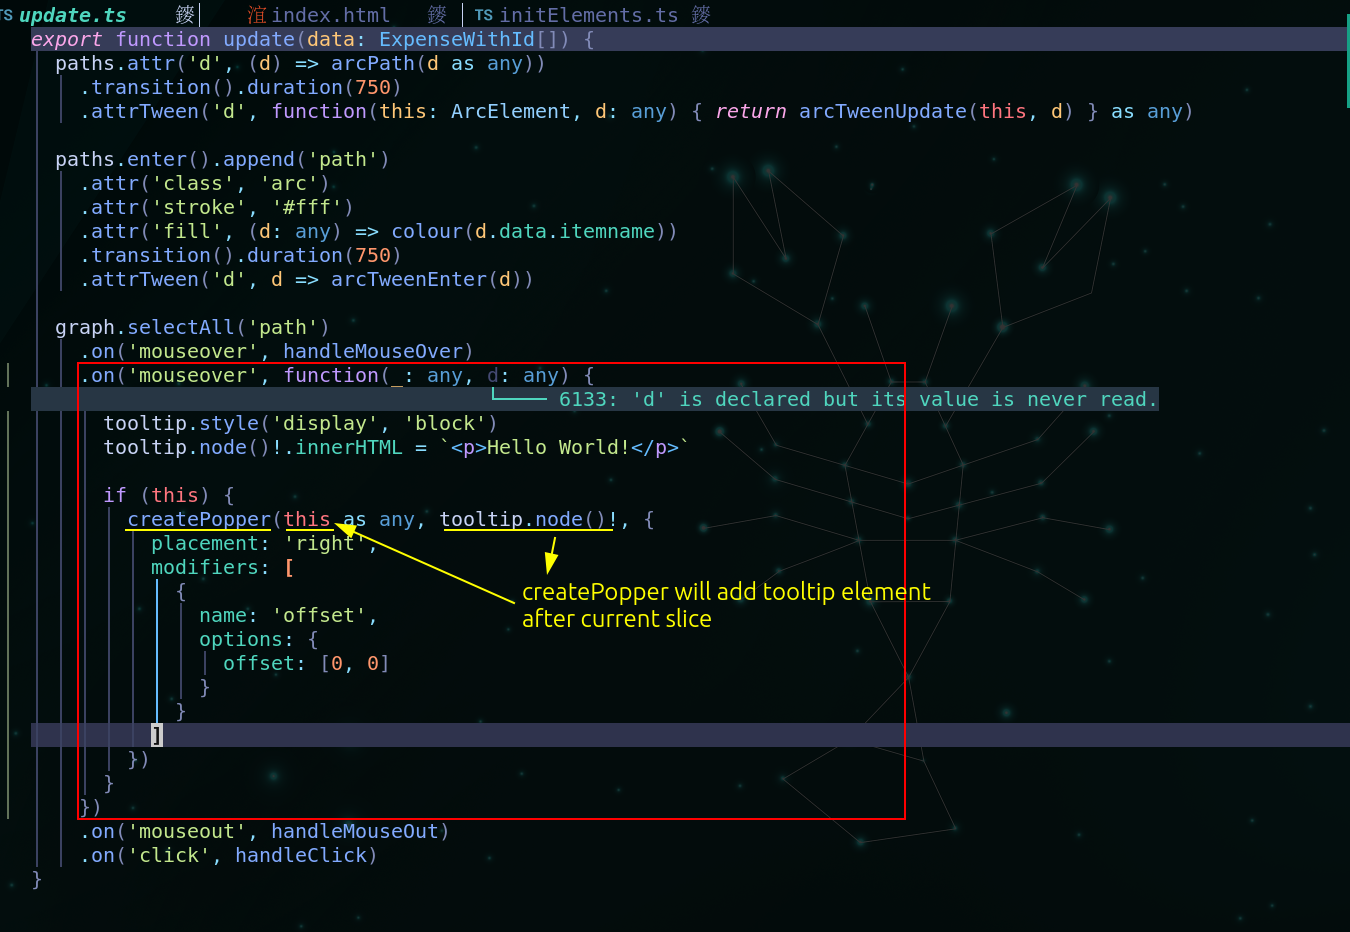 TS update.ts 鎫 渲 index.html 鎫 TS initElements.ts 鎫
export function update(data: ExpenseWithId[]) {
paths.attr('d', (d) => arcPath(d as any))
.transition().duration(750)
.attrTween('d', function(this: ArcElement, d: any) { return arcTweenUpdate(this, d) } as any)
paths.enter().append('path')
.attr('class', 'arc')
.attr('stroke', '#fff')
.attr('fill', (d: any) => colour(d.data.itemname))
.transition().duration(750)
.attrTween('d', d => arcTweenEnter(d))
graph.selectAll('path')
.on('mouseover', handleMouseOver)
.on('mouseover', function(_: any, d: any) {
6133: 'd' is declared but its value is never read.
tooltip.style('display', 'block')
tooltip.node()!.innerHTML = `<p>Hello World!</p>`
if (this) {
createPopper(this as any, tooltip.node()!, {
placement: 'right',
modifiers: [
{
createPopper will add tooltip element
name: 'offset',
after current slice
options: {
offset: [0, 0]
}
}
]
})
}
})
.on('mouseout', handleMouseOut)
.on('click', handleClick)
}